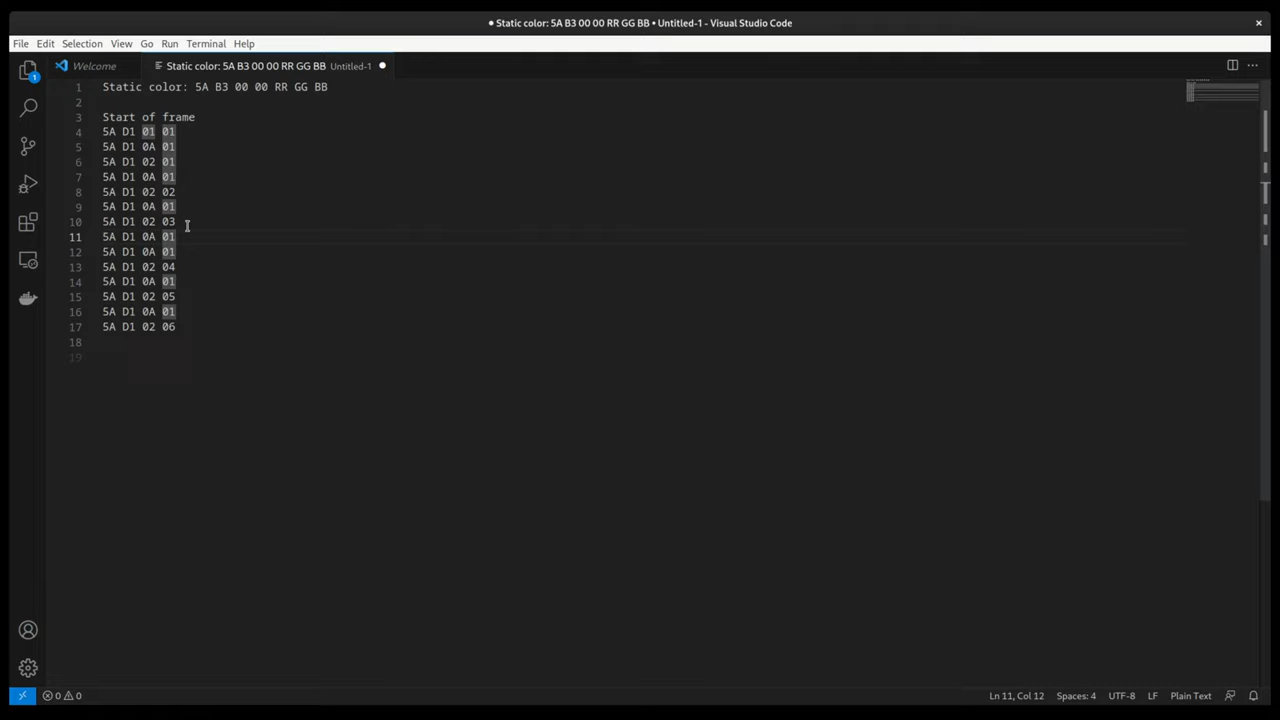 ● Static color: 5A B3 00 00 RR GG BB • Untitled-1 - Visual Studio Code
File Edit Selection View Go Run Terminal Help
Welcome Static color: 5A B3 00 00 RR GG BB Untitled-1
1 Static color: 5A B3 00 00 RR GG BB
2
3 Start of frame
4 5A D1 01 01
5 5A D1 0A 01
6 5A D1 02 01
7 5A D1 0A 01
8 5A D1 02 02
9 5A D1 0A 01
10 5A D1 02 03
11 5A D1 0A 01
12 5A D1 0A 01
13 5A D1 02 04
14 5A D1 0A 01
15 5A D1 02 05
16 5A D1 0A 01
17 5A D1 02 06
18
19
1
0 0 Ln 11, Col 12 Spaces: 4 UTF-8 LF Plain Text